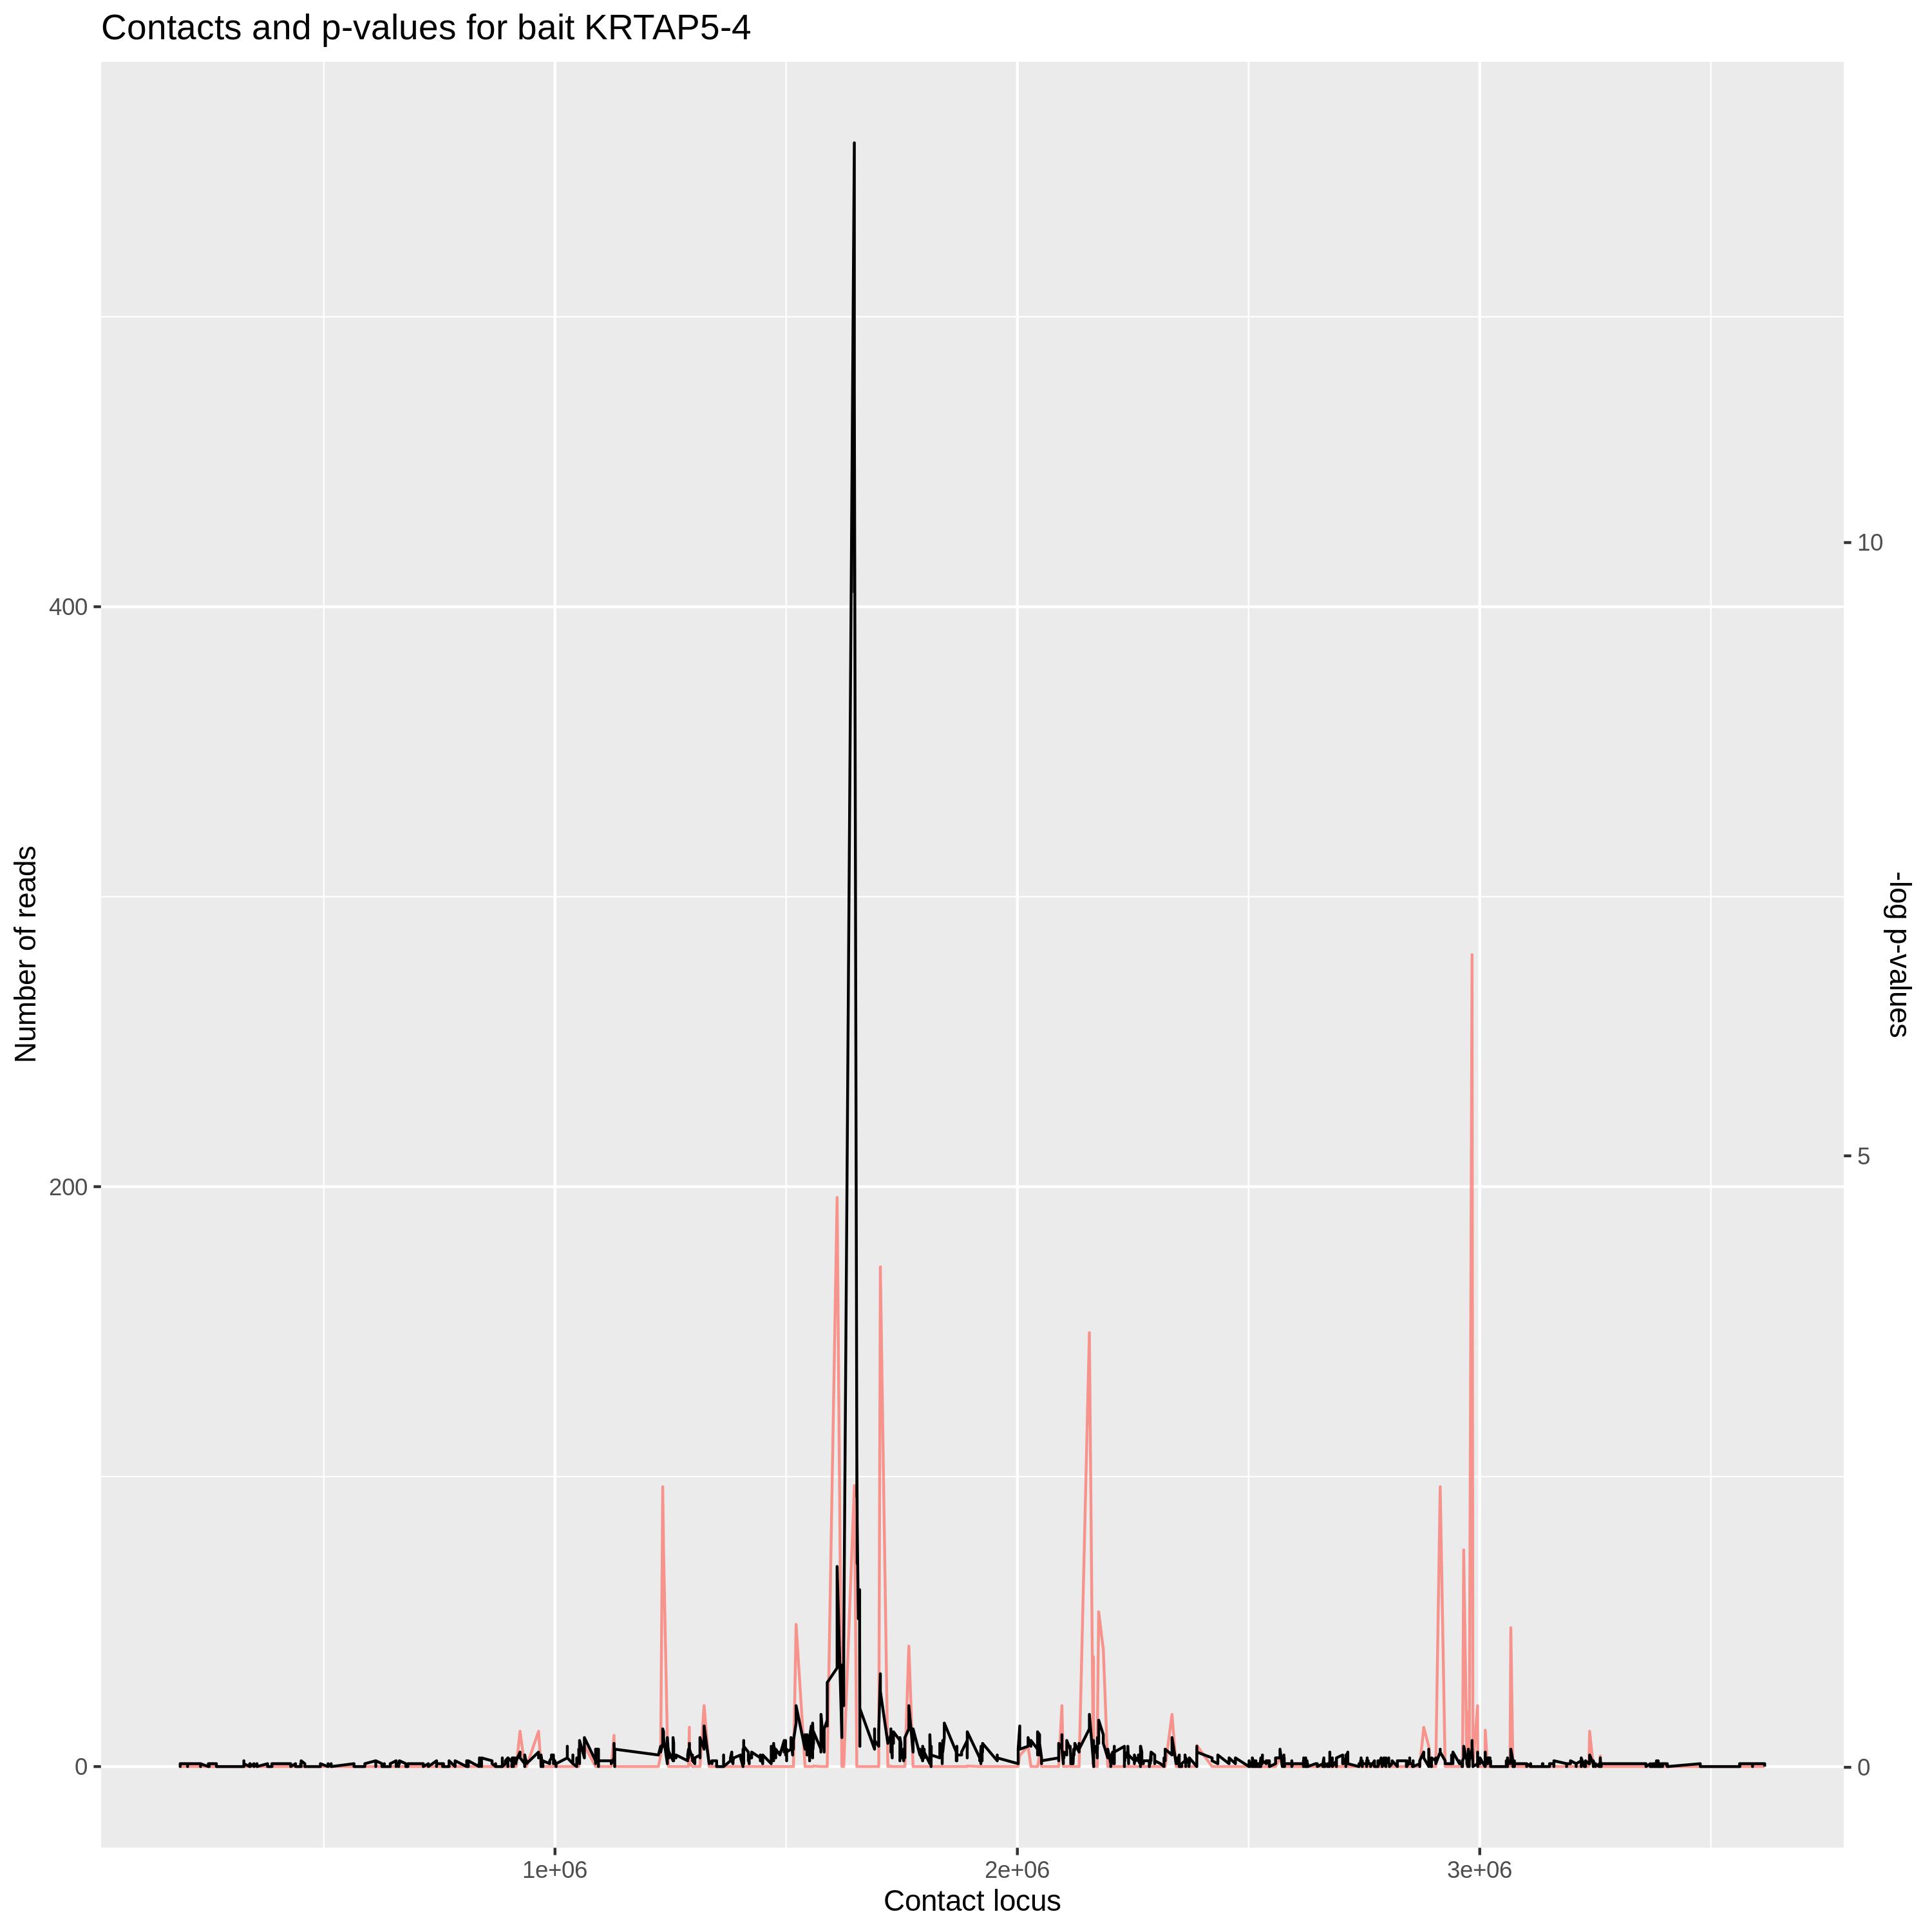 Contacts and p-values for bait KRTAP5-4
Number of reads
400
200
0
10
5
0
-log p-values
1e+06
2e+06
3e+06
Contact locus